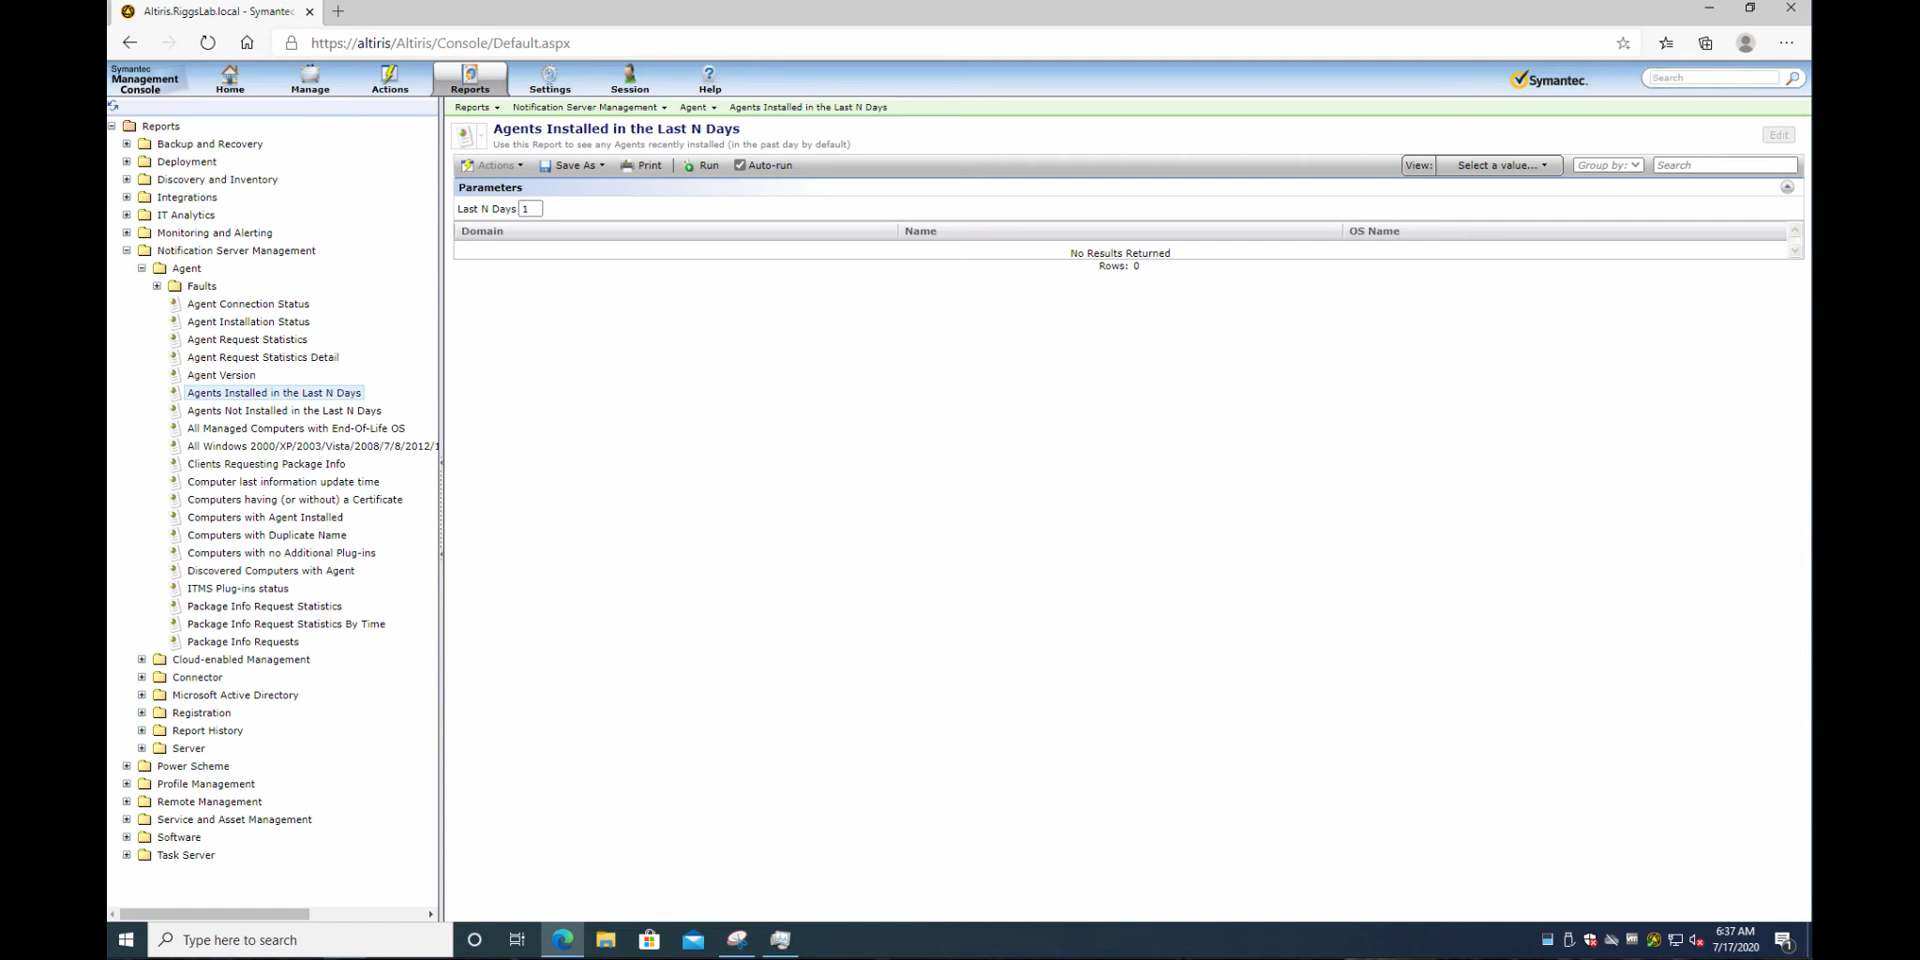 Altiris.RiggsLab.local - Symantec
https://altiris/Altiris/Console/Default.aspx
Symantec
Management
Console
Home
Manage
Actions
Reports
Settings
Session
Help
Symantec.
Search
Reports
Backup and Recovery
Deployment
Discovery and Inventory
Integrations
IT Analytics
Monitoring and Alerting
Notification Server Management
Agent
Faults
Agent Connection Status
Agent Installation Status
Agent Request Statistics
Agent Request Statistics Detail
Agent Version
Agents Installed in the Last N Days
Agents Not Installed in the Last N Days
All Managed Computers with End-Of-Life OS
All Windows 2000/XP/2003/Vista/2008/7/8/2012/1
Clients Requesting Package Info
Computer last information update time
Computers having (or without) a Certificate
Computers with Agent Installed
Computers with Duplicate Name
Computers with no Additional Plug-ins
Discovered Computers with Agent
ITMS Plug-ins status
Package Info Request Statistics
Package Info Request Statistics By Time
Package Info Requests
Cloud-enabled Management
Connector
Microsoft Active Directory
Registration
Report History
Server
Power Scheme
Profile Management
Remote Management
Service and Asset Management
Software
Task Server
Reports Notification Server Management Agent Agents Installed in the Last N Days
Agents Installed in the Last N Days
Use this Report to see any Agents recently installed (in the past day by default)
Edit
Actions Save As Print Run Auto-run View: Select a value... Group by: Search
Parameters
Last N Days 1
Domain Name OS Name
No Results Returned
Rows: 0
Type here to search
6:37 AM
7/17/2020
1